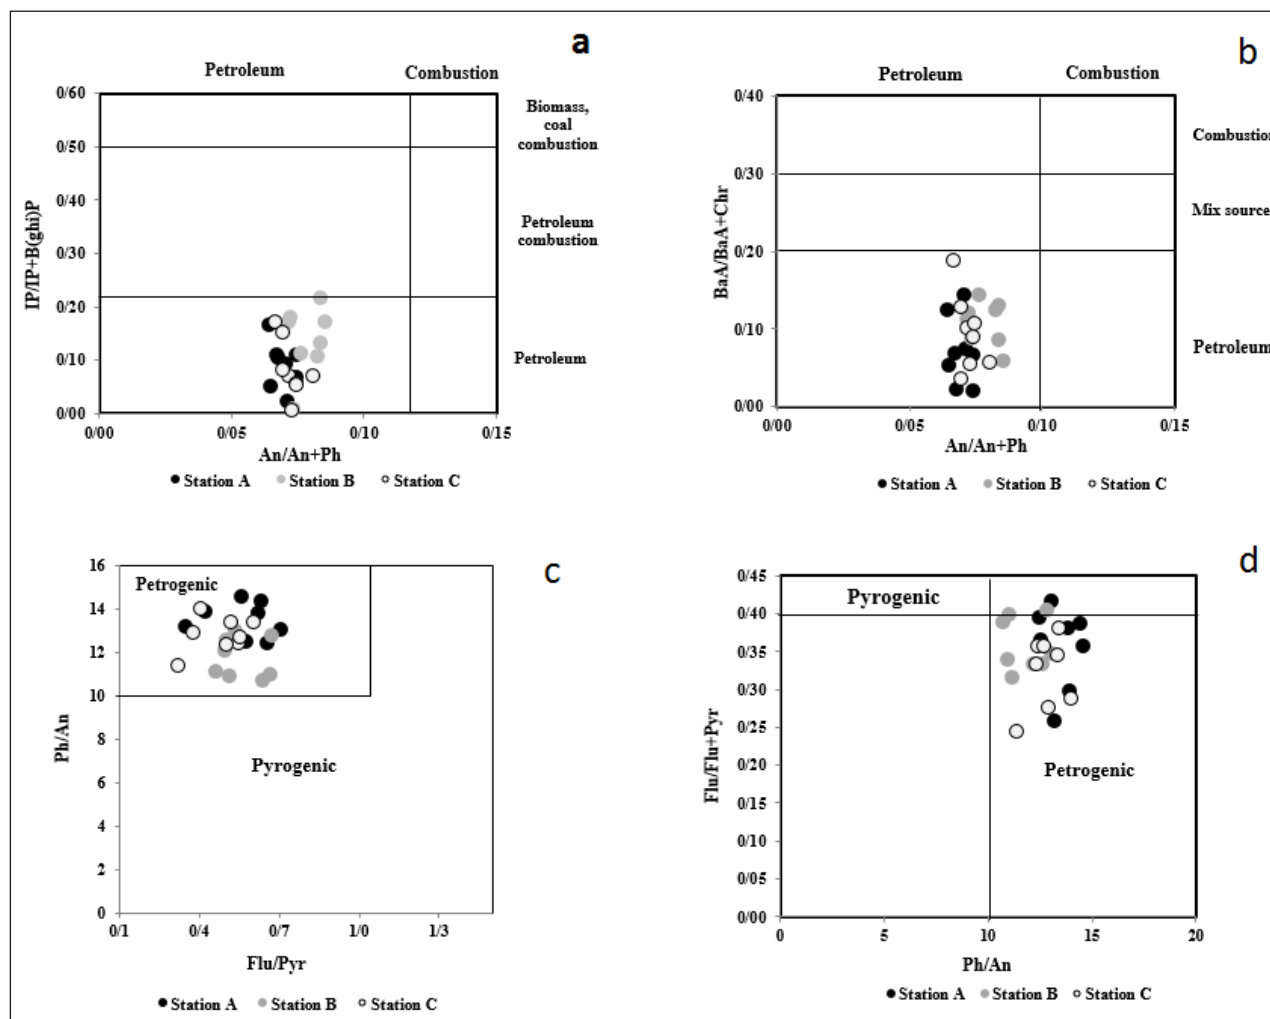 a
Petroleum Combustion
0/60
0/50
0/40
0/30
0/20
0/10
0/00
IP/IP+B(ghi)P
Biomass,
coal
combustion
Petroleum
combustion
Petroleum
0/00 0/05 0/10 0/15
An/An+Ph
Station A Station B Station C
b
Petroleum Combustion
0/40
0/30
0/20
0/10
0/00
BaA/BaA+Chr
Combustion
Mix source
Petroleum
0/00 0/05 0/10 0/15
An/An+Ph
Station A Station B Station C
c
16
14
12
10
8
6
4
2
0
Ph/An
Petrogenic
Pyrogenic
0/1 0/4 0/7 1/0 1/3
Flu/Pyr
Station A Station B Station C
d
0/45
0/40
0/35
0/30
0/25
0/20
0/15
0/10
0/05
0/00
Flu/Flu+Pyr
Pyrogenic
Petrogenic
0 5 10 15 20
Ph/An
Station A Station B Station C